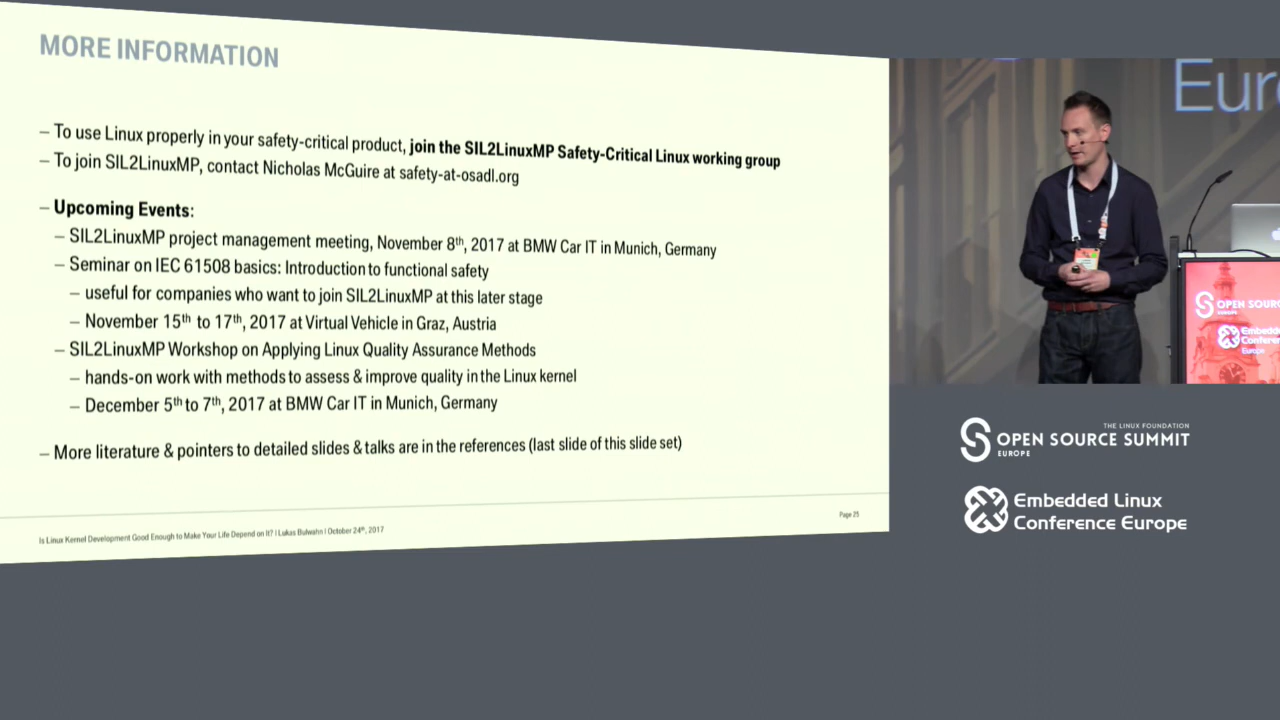 MORE INFORMATION
– To use Linux properly in your safety-critical product, join the SIL2LinuxMP Safety-Critical Linux working group
– To join SIL2LinuxMP, contact Nicholas McGuire at safety-at-osadl.org
– Upcoming Events:
– SIL2LinuxMP project management meeting, November 8th, 2017 at BMW Car IT in Munich, Germany
– Seminar on IEC 61508 basics: Introduction to functional safety
– useful for companies who want to join SIL2LinuxMP at this later stage
– November 15th to 17th, 2017 at Virtual Vehicle in Graz, Austria
– SIL2LinuxMP Workshop on Applying Linux Quality Assurance Methods
– hands-on work with methods to assess & improve quality in the Linux kernel
– December 5th to 7th, 2017 at BMW Car IT in Munich, Germany
– More literature & pointers to detailed slides & talks are in the references (last slide of this slide set)
Is Linux Kernel Development Good Enough to Make Your Life Depend on It? | Lukas Bulwahn | October 24th, 2017
Page 25
Euro
OPEN SOURC
EUROPE
Embedde
Conferen
Europe
THE LINUX FOUNDATION
OPEN SOURCE SUMMIT
EUROPE
Embedded Linux
Conference Europe